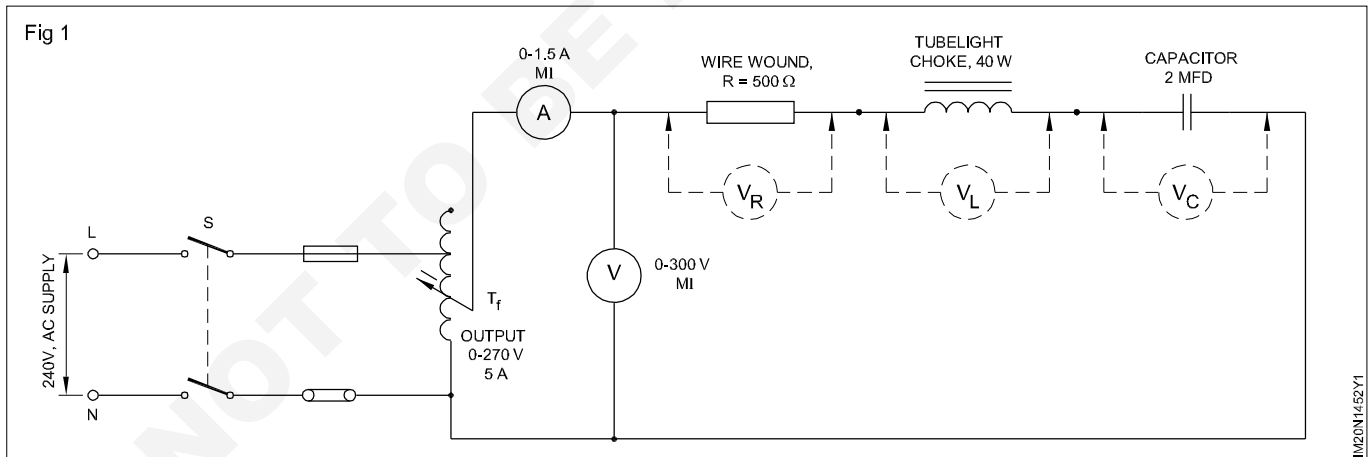 Fig 1
0-1.5 A
MI
A
WIRE WOUND,
R = 500 Ω
TUBELIGHT
CHOKE, 40 W
CAPACITOR
2 MFD
V_R
V_L
V_C
L
S
240V, AC SUPPLY
N
T_f
OUTPUT
0-270 V
5 A
V
0-300 V
MI
IM20N1452Y1
NOT TO BE